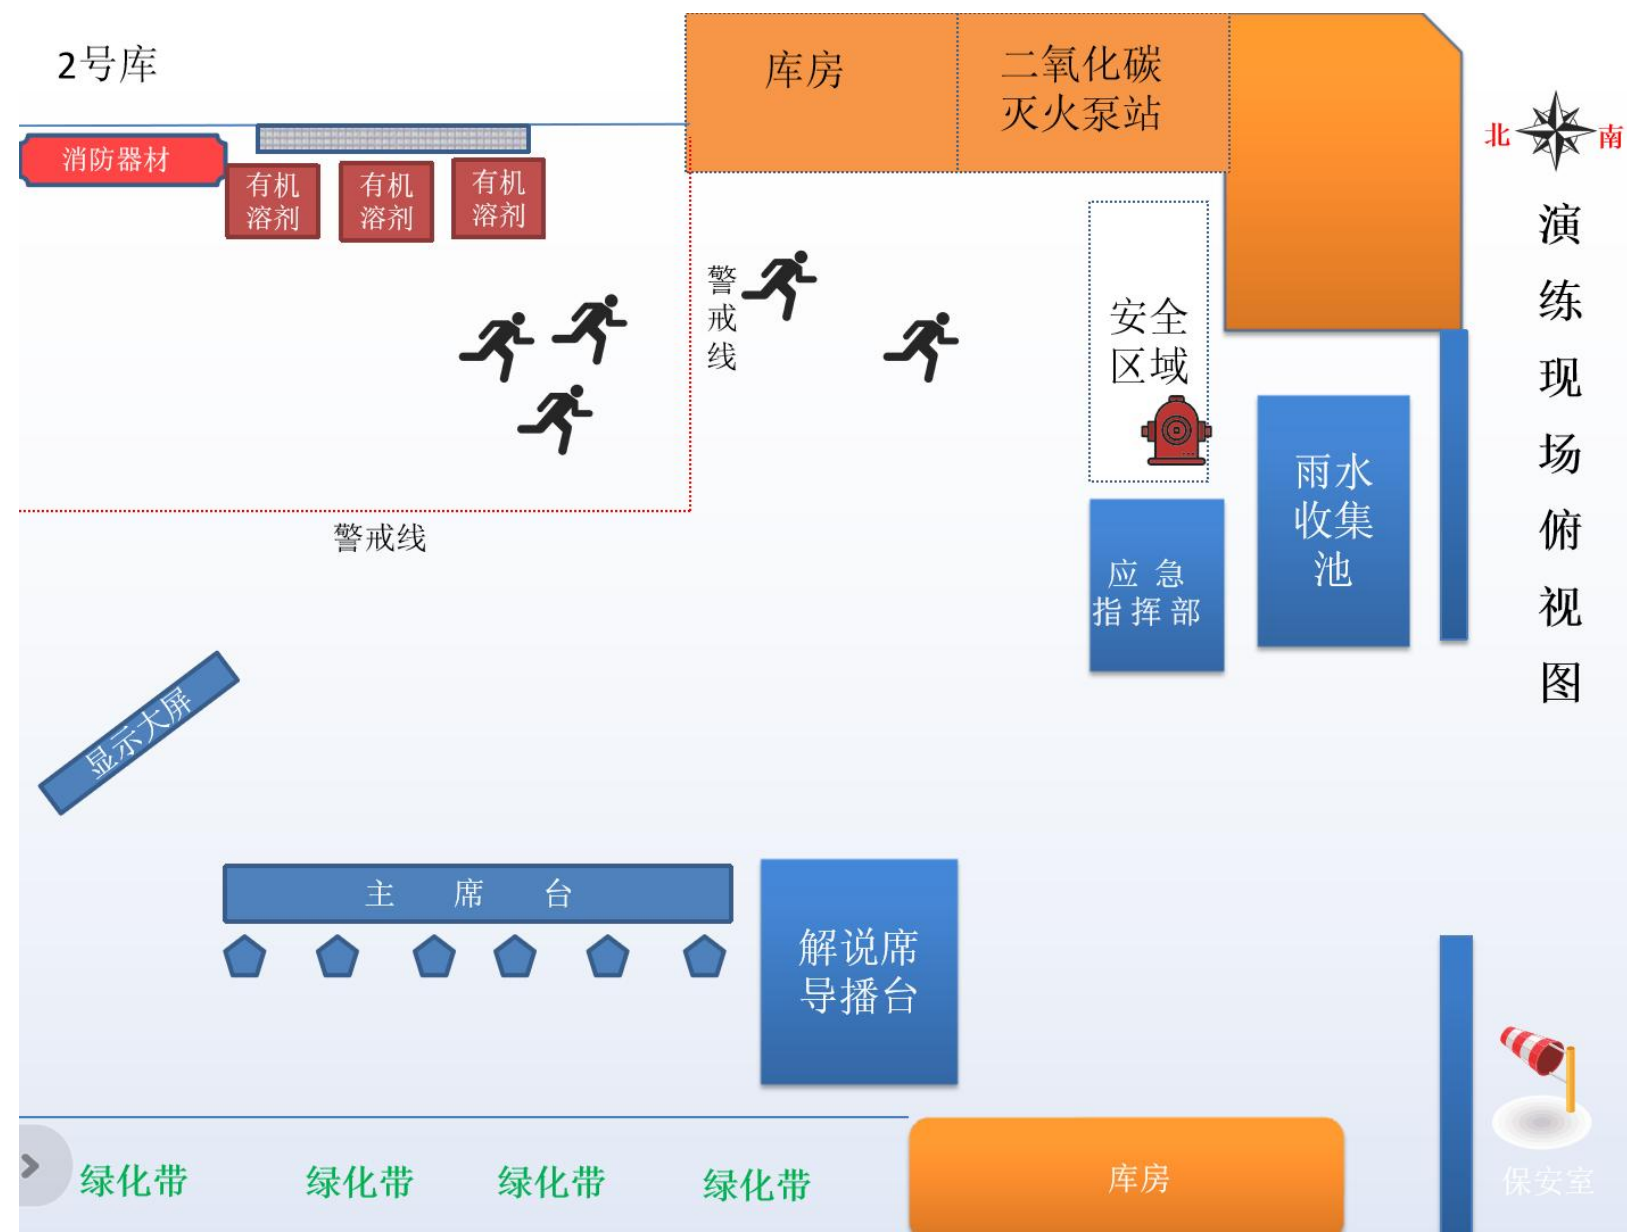 2号库
库房
二氧化碳
灭火泵站
北
南
消防器材
有机
溶剂
有机
溶剂
有机
溶剂
警
戒
线
安全
区域
演
练
现
场
俯
视
图
雨水
收集
池
警戒线
应 急
指 挥 部
显示大屏
主 席 台
解说席
导播台
绿化带
绿化带
绿化带
绿化带
库房
保安室